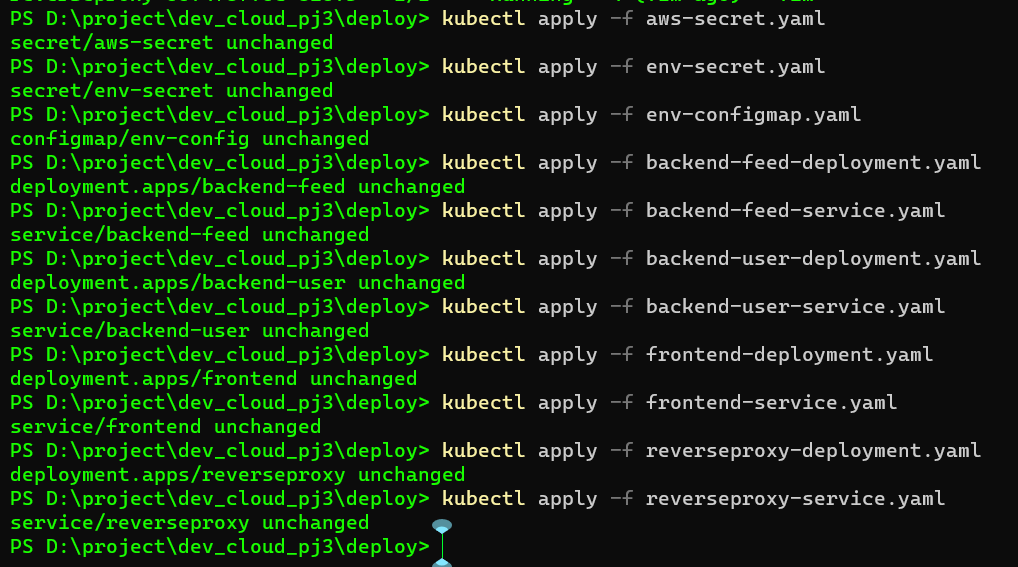 PS D:\project\dev_cloud_pj3\deploy> kubectl apply -f aws-secret.yaml
secret/aws-secret unchanged
PS D:\project\dev_cloud_pj3\deploy> kubectl apply -f env-secret.yaml
secret/env-secret unchanged
PS D:\project\dev_cloud_pj3\deploy> kubectl apply -f env-configmap.yaml
configmap/env-config unchanged
PS D:\project\dev_cloud_pj3\deploy> kubectl apply -f backend-feed-deployment.yaml
deployment.apps/backend-feed unchanged
PS D:\project\dev_cloud_pj3\deploy> kubectl apply -f backend-feed-service.yaml
service/backend-feed unchanged
PS D:\project\dev_cloud_pj3\deploy> kubectl apply -f backend-user-deployment.yaml
deployment.apps/backend-user unchanged
PS D:\project\dev_cloud_pj3\deploy> kubectl apply -f backend-user-service.yaml
service/backend-user unchanged
PS D:\project\dev_cloud_pj3\deploy> kubectl apply -f frontend-deployment.yaml
deployment.apps/frontend unchanged
PS D:\project\dev_cloud_pj3\deploy> kubectl apply -f frontend-service.yaml
service/frontend unchanged
PS D:\project\dev_cloud_pj3\deploy> kubectl apply -f reverseproxy-deployment.yaml
deployment.apps/reverseproxy unchanged
PS D:\project\dev_cloud_pj3\deploy> kubectl apply -f reverseproxy-service.yaml
service/reverseproxy unchanged
PS D:\project\dev_cloud_pj3\deploy>